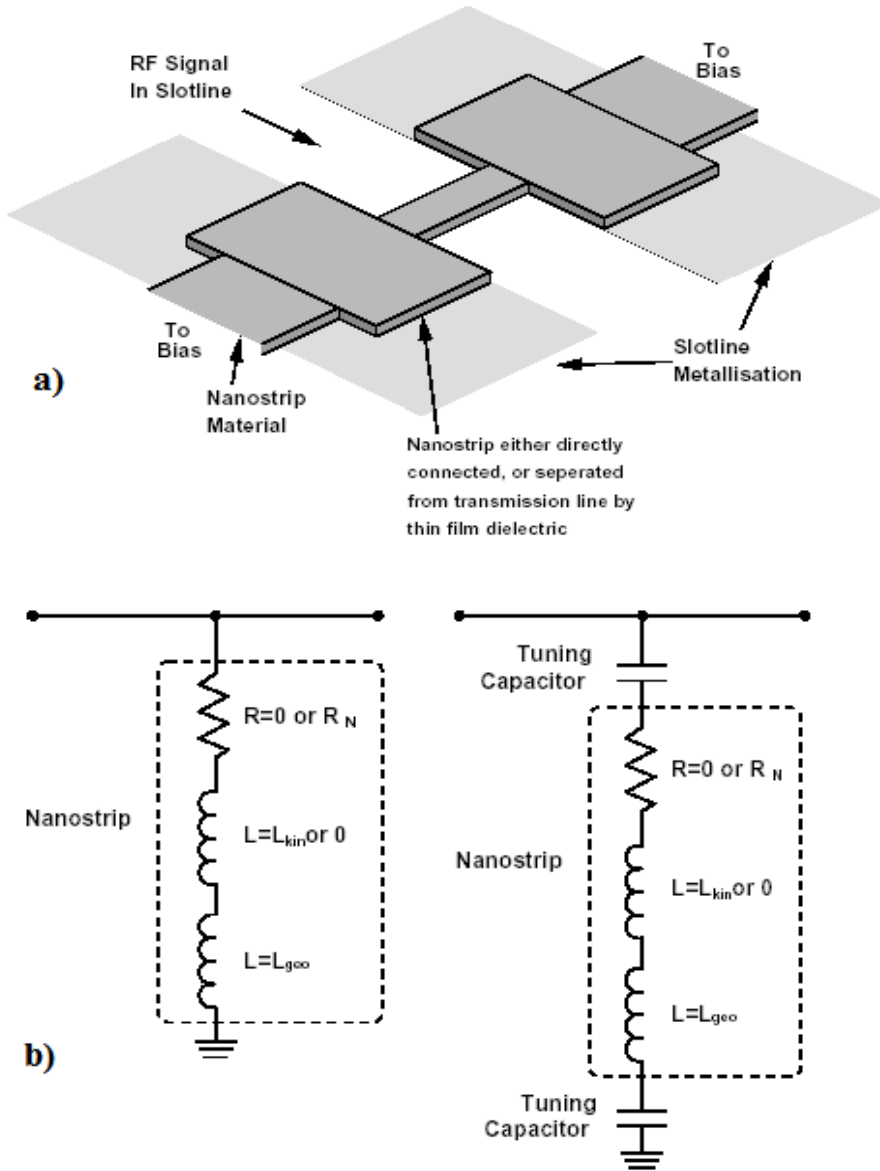 RF Signal
In Slotline
To
Bias
To
Bias
a)
Nanostrip
Material
Slotline
Metallisation
Nanostrip either directly
connected, or seperated
from transmission line by
thin film dielectric
Nanostrip
R=0 or R N
L=Lkin or 0
L=Lgeo
b)
Tuning
Capacitor
Nanostrip
R=0 or R N
L=Lkin or 0
L=Lgeo
Tuning
Capacitor